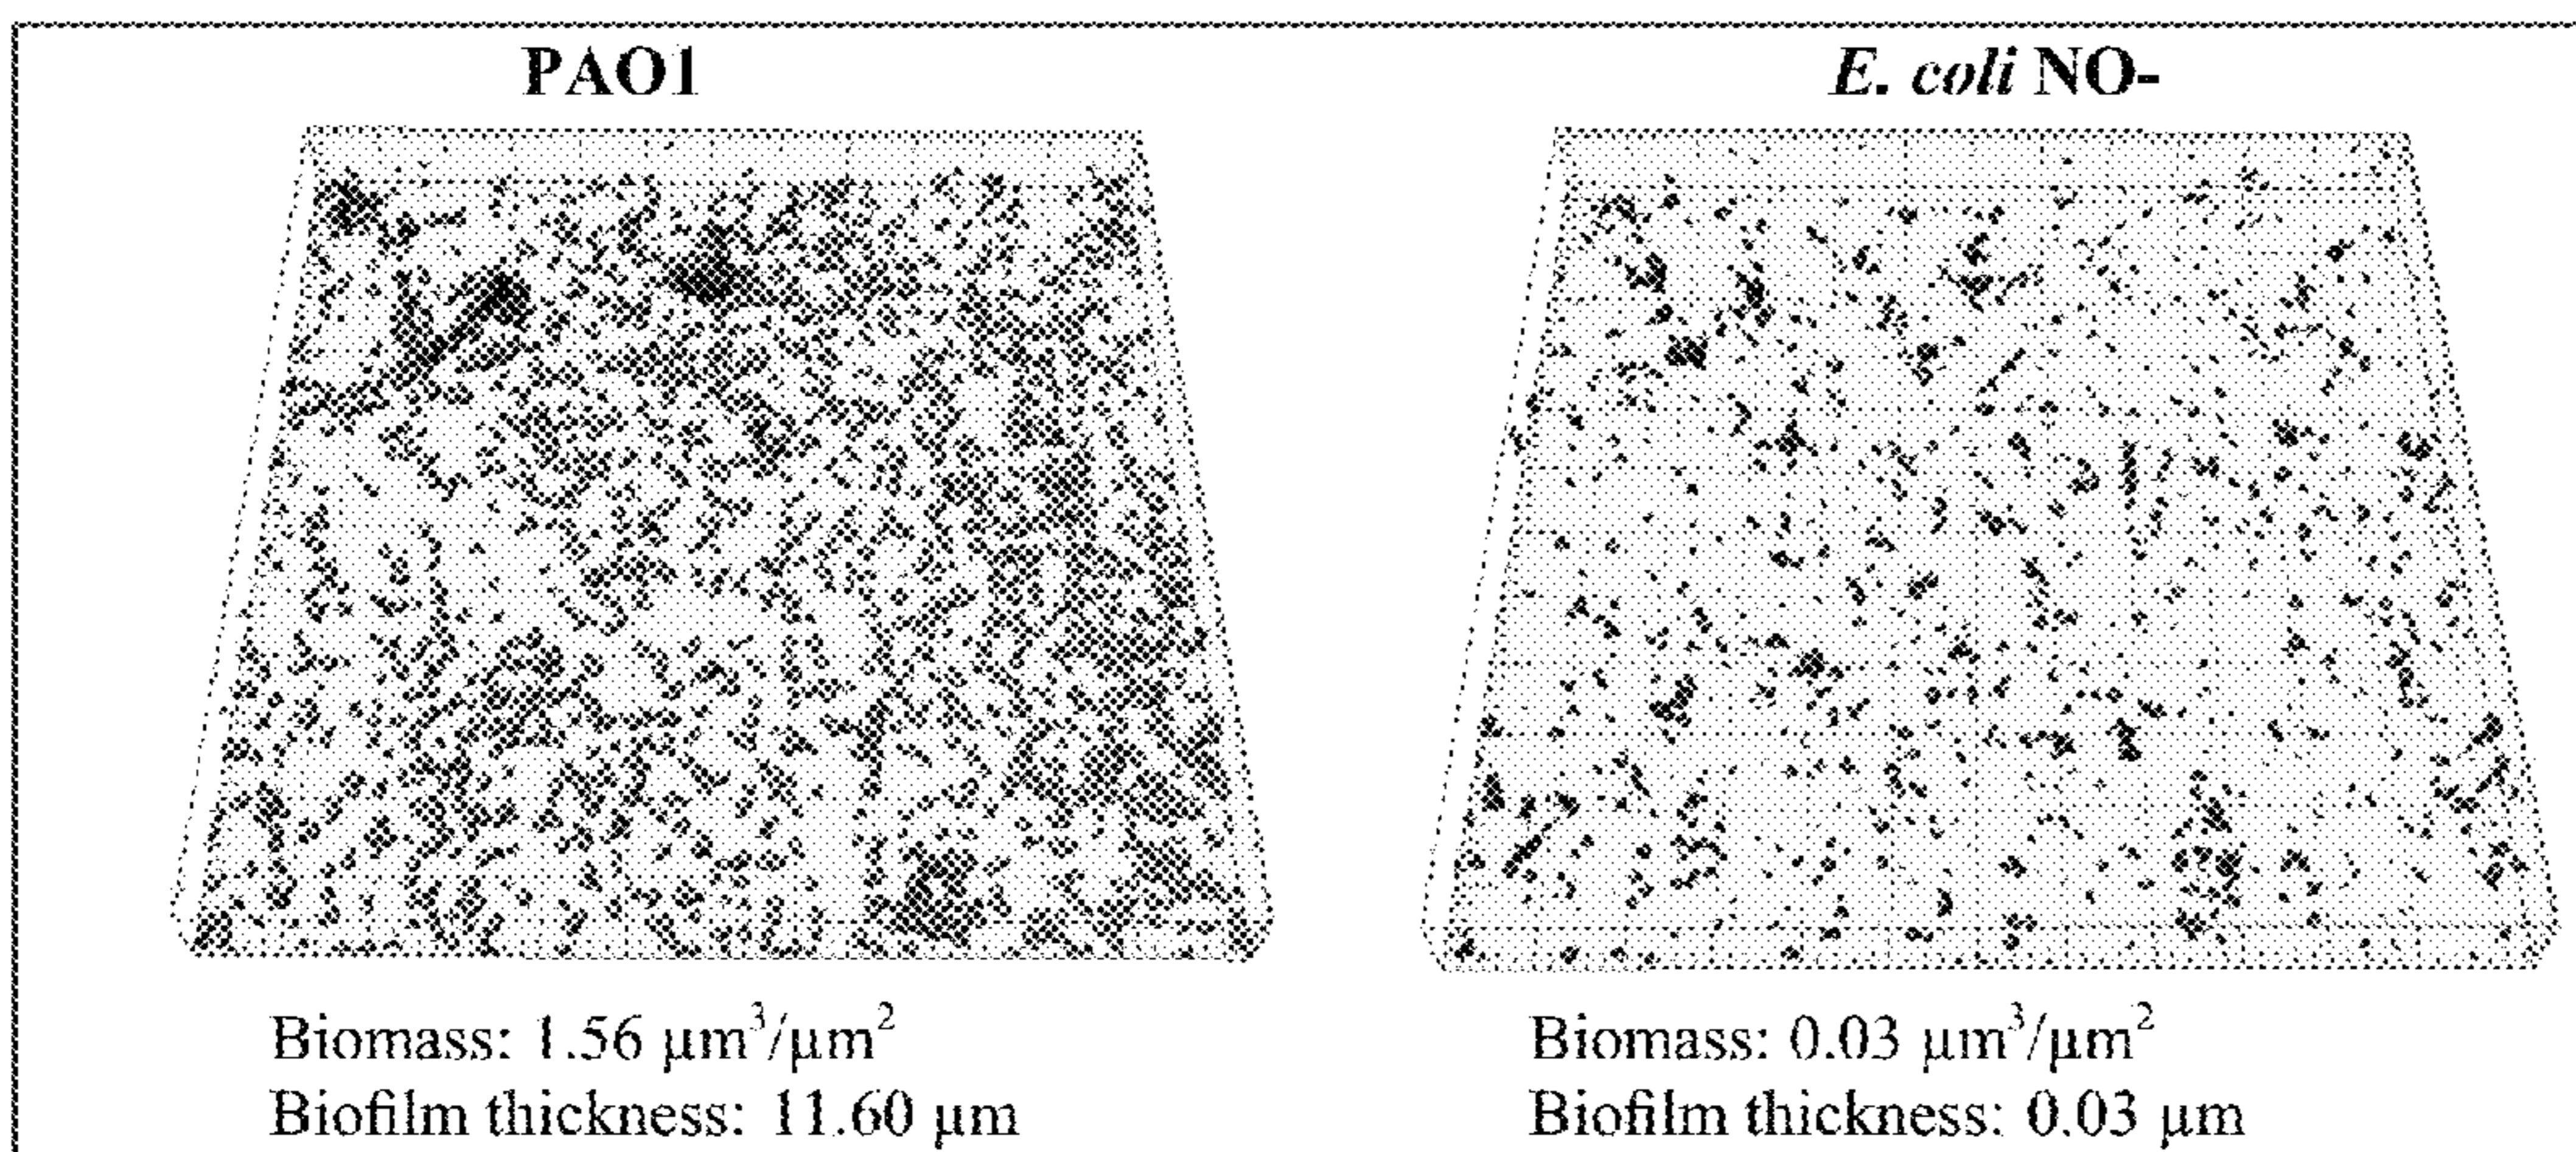 PAO1
E. coli NO-
Biomass: 1.56 μm³/μm²
Biofilm thickness: 11.60 μm
Biomass: 0.03 μm³/μm²
Biofilm thickness: 0.03 μm